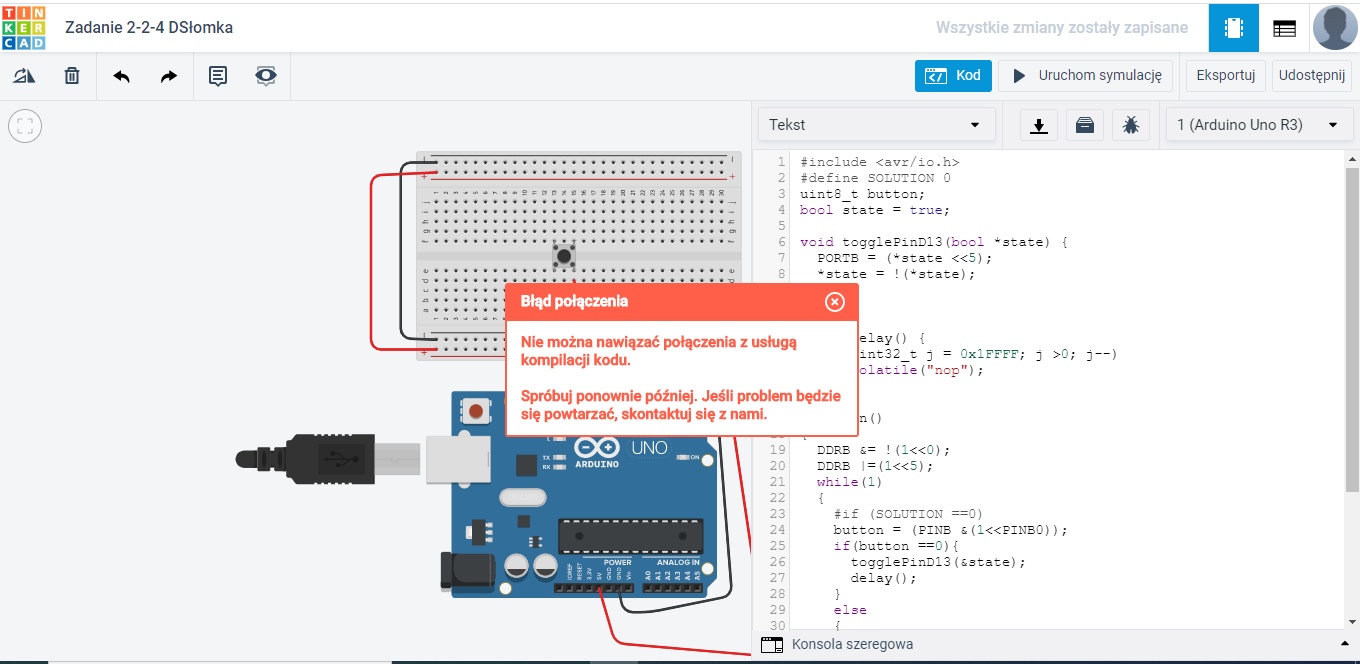 TIN
KER
CAD
Zadanie 2-2-4 DSłomka
Wszystkie zmiany zostały zapisane
Kod
Uruchom symulację
Eksportuj
Udostępnij
Tekst
1 (Arduino Uno R3)
1 #include <avr/io.h>
2 #define SOLUTION 0
3 uint8_t button;
4 bool state = true;
5
6 void togglePinD13(bool *state) {
7 PORTB = (*state <<5);
8 *state = !(*state);
Błąd połączenia
Nie można nawiązać połączenia z usługą
kompilacji kodu.
Spróbuj ponownie później. Jeśli problem będzie
się powtarzać, skontaktuj się z nami.
elay() {
int32_t j = 0x1FFFF; j >0; j--)
olatile("nop");
n()
19 DDRB &= !(1<<0);
20 DDRB |=(1<<5);
21 while(1)
22 {
23 #if (SOLUTION ==0)
24 button = (PINB &(1<<PINB0));
25 if(button ==0){
26 togglePinD13(&state);
27 delay();
28 }
29 else
30 {
L
TX
RX
UNO
ARDUINO
ON
POWER
ANALOG IN
IOREF
RESET
3.3V
5V
GND
GND
Vin
A0
A1
A2
A3
A4
A5
Konsola szeregowa